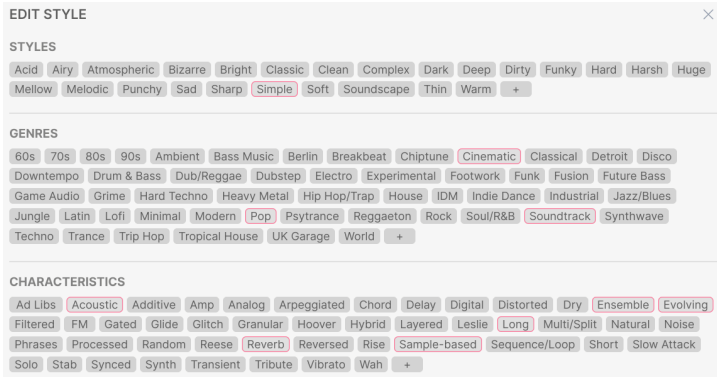 EDIT STYLE
STYLES
Acid Airy Atmospheric Bizarre Bright Classic Clean Complex Dark Deep Dirty Funky Hard Harsh Huge
Mellow Melodic Punchy Sad Sharp Simple Soft Soundscape Thin Warm +
GENRES
60s 70s 80s 90s Ambient Bass Music Berlin Breakbeat Chiptune Cinematic Classical Detroit Disco
Downtempo Drum & Bass Dub/Reggae Dubstep Electro Experimental Footwork Funk Fusion Future Bass
Game Audio Grime Hard Techno Heavy Metal Hip Hop/Trap House IDM Indie Dance Industrial Jazz/Blues
Jungle Latin Lofi Minimal Modern Pop Psytrance Reggaeton Rock Soul/R&B Soundtrack Synthwave
Techno Trance Trip Hop Tropical House UK Garage World +
CHARACTERISTICS
Ad Libs Acoustic Additive Amp Analog Arpeggiated Chord Delay Digital Distorted Dry Ensemble Evolving
Filtered FM Gated Glide Glitch Granular Hoover Hybrid Layered Leslie Long Multi/Split Natural Noise
Phrases Processed Random Reese Reverb Reversed Rise Sample-based Sequence/Loop Short Slow Attack
Solo Stab Synced Synth Transient Tribute Vibrato Wah +